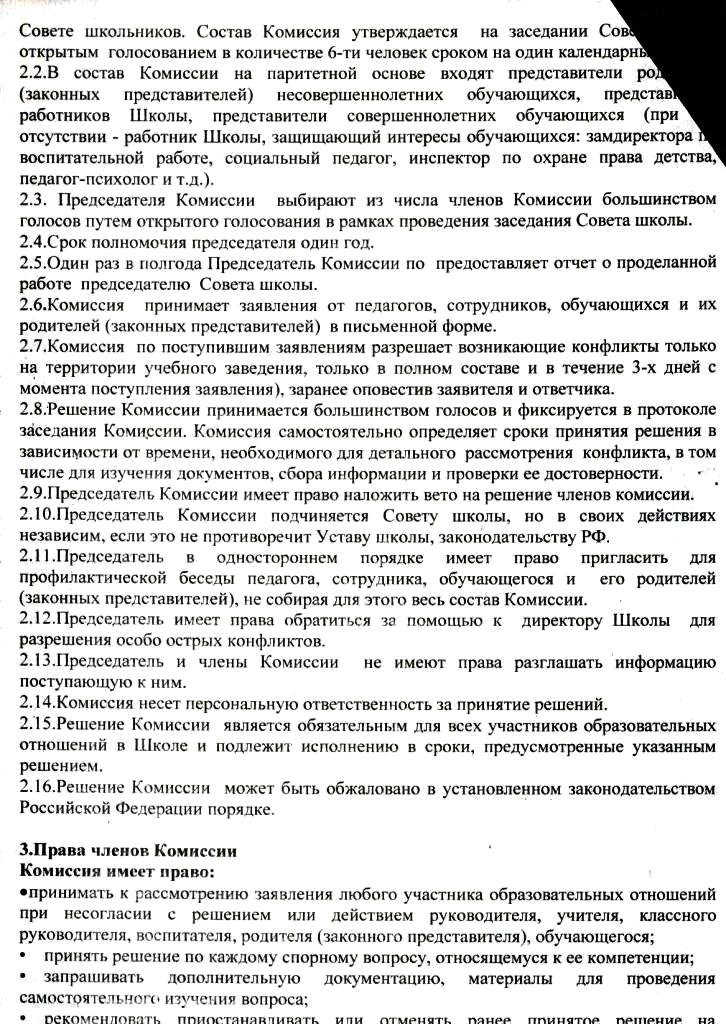 Совете школьников. Состав Комиссия утверждается на заседании
открытым голосованием в количестве 6-ти человек сроком на один
2.2.В состав Комиссии на паритетной основе входят представители
(законных представителей) несовершеннолетних обучающихся,
работников Школы, представители совершеннолетних обучающихся (при
отсутствии - работник Школы, защищающий интересы обучающихся: замдиректора
воспитательной работе, социальный педагог, инспектор по охране права детства,
педагог-психолог и т.д.).
2.3. Председателя Комиссии выбирают из числа членов Комиссии большинством
голосов путем открытого голосования в рамках проведения заседания Совета школы.
2.4.Срок полномочия председателя один год.
2.5.Один раз в полгода Председатель Комиссии по предоставляет отчет о проделанной
работе председателю Совета школы.
2.6.Комиссия принимает заявления от педагогов, сотрудников, обучающихся и их
родителей (законных представителей) в письменной форме.
2.7.Комиссия по поступившим заявлениям разрешает возникающие конфликты только
на территории учебного заведения, только в полном составе и в течение 3-х дней с
момента поступления заявления), заранее оповестив заявителя и ответчика.
2.8.Решение Комиссии принимается большинством голосов и фиксируется в протоколе
заседания Комиссии. Комиссия самостоятельно определяет сроки принятия решения в
зависимости от времени, необходимого для детального рассмотрения конфликта, в том
числе для изучения документов, сбора информации и проверки ее достоверности.
2.9.Председатель Комиссии имеет право наложить вето на решение членов комиссии.
2.10.Председатель Комиссии подчиняется Совету школы, но в своих действиях
независим, если это не противоречит Уставу школы, законодательству РФ.
2.11.Председатель в одностороннем порядке имеет право пригласить для
профилактической беседы педагога, сотрудника, обучающегося и его родителей
(законных представителей), не собирая для этого весь состав Комиссии.
2.12.Председатель имеет права обратиться за помощью к директору Школы для
разрешения особо острых конфликтов.
2.13.Председатель и члены Комиссии не имеют права разглашать информацию
поступающую к ним.
2.14.Комиссия несет персональную ответственность за принятие решений.
2.15.Решение Комиссии является обязательным для всех участников образовательных
отношений в Школе и подлежит исполнению в сроки, предусмотренные указанным
решением.
2.16.Решение Комиссии может быть обжаловано в установленном законодательством
Российской Федерации порядке.
3.Права членов Комиссии
Комиссия имеет право:
•принимать к рассмотрению заявления любого участника образовательных отношений
при несогласии с решением или действием руководителя, учителя, классного
руководителя, воспитателя, родителя (законного представителя), обучающегося;
• принять решение по каждому спорному вопросу, относящемуся к ее компетенции;
• запрашивать дополнительную документацию, материалы для проведения
самостоятельного изучения вопроса;
• рекомендовать приостанавливать или отменять ранее принятое решение на